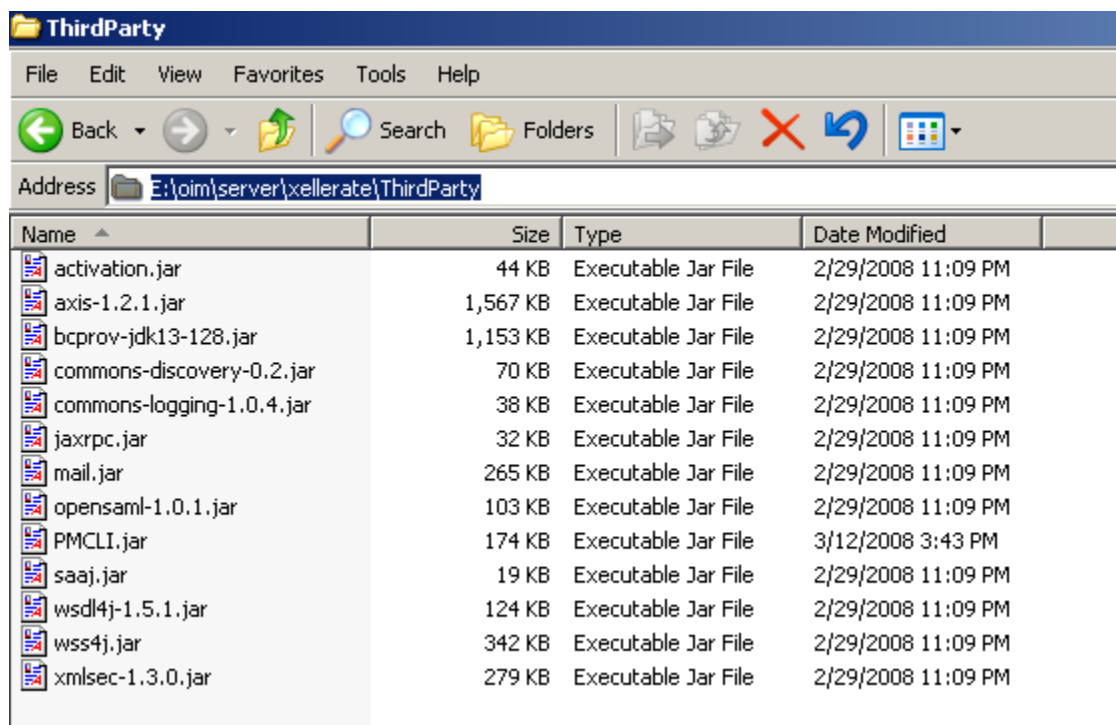 ThirdParty
File Edit View Favorites Tools Help
Back Search Folders
Address E:\oim\server\xellerate\ThirdParty
Name Size Type Date Modified
activation.jar 44 KB Executable Jar File 2/29/2008 11:09 PM
axis-1.2.1.jar 1,567 KB Executable Jar File 2/29/2008 11:09 PM
bcprov-jdk13-128.jar 1,153 KB Executable Jar File 2/29/2008 11:09 PM
commons-discovery-0.2.jar 70 KB Executable Jar File 2/29/2008 11:09 PM
commons-logging-1.0.4.jar 38 KB Executable Jar File 2/29/2008 11:09 PM
jaxrpc.jar 32 KB Executable Jar File 2/29/2008 11:09 PM
mail.jar 265 KB Executable Jar File 2/29/2008 11:09 PM
opensaml-1.0.1.jar 103 KB Executable Jar File 2/29/2008 11:09 PM
PMCLI.jar 174 KB Executable Jar File 3/12/2008 3:43 PM
saaj.jar 19 KB Executable Jar File 2/29/2008 11:09 PM
wsdl4j-1.5.1.jar 124 KB Executable Jar File 2/29/2008 11:09 PM
wss4j.jar 342 KB Executable Jar File 2/29/2008 11:09 PM
xmlsec-1.3.0.jar 279 KB Executable Jar File 2/29/2008 11:09 PM